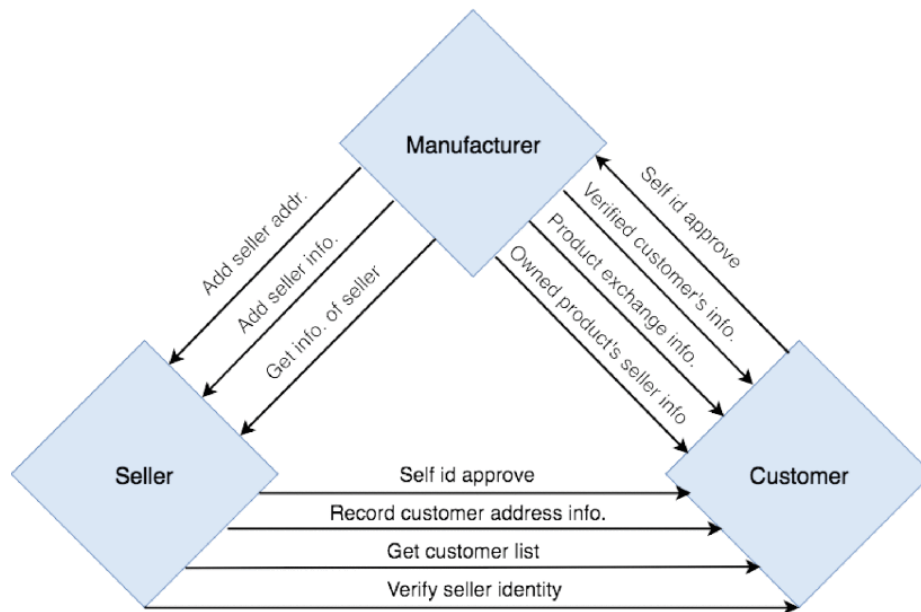 Manufacturer
Add seller addr.
Add seller info.
Get info. of seller
Self id approve
Verified customer's info.
Product exchange info.
Owned product's seller info
Seller
Customer
Self id approve
Record customer address info.
Get customer list
Verify seller identity